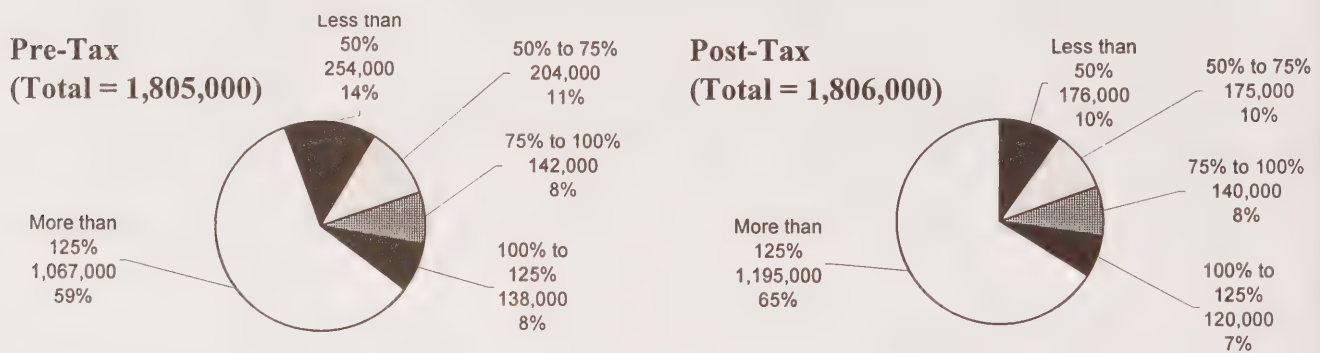 Pre-Tax
(Total = 1,805,000)
Less than
50%
254,000
14%
50% to 75%
204,000
11%
75% to 100%
142,000
8%
100% to
125%
138,000
8%
More than
125%
1,067,000
59%
Post-Tax
(Total = 1,806,000)
Less than
50%
176,000
10%
50% to 75%
175,000
10%
75% to 100%
140,000
8%
100% to
125%
120,000
7%
More than
125%
1,195,000
65%